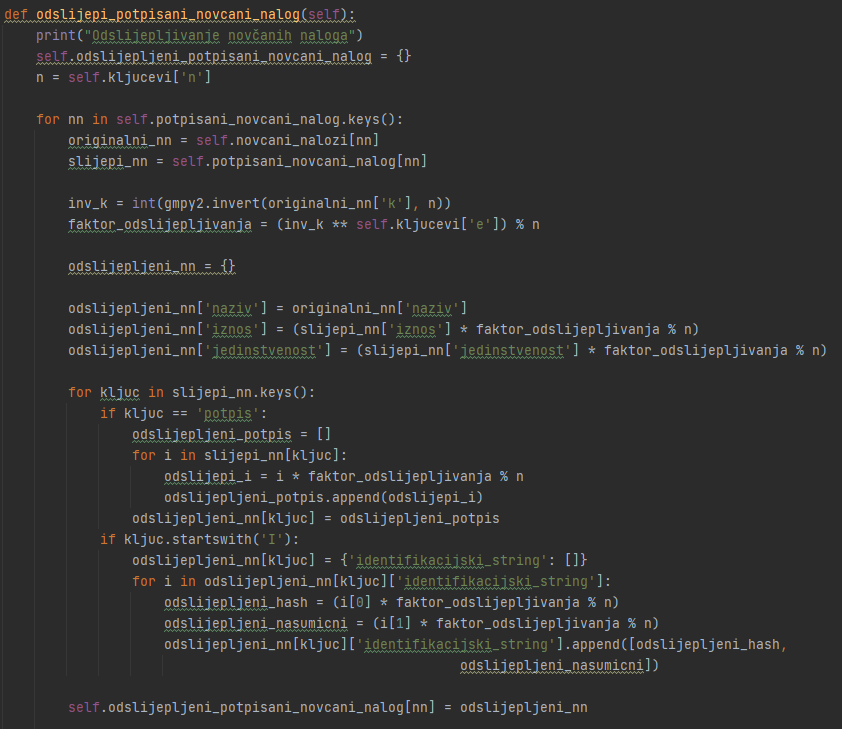 def odslijepi_potpisani_novcani_nalog(self):
    print("Odslijepljivanje novčanih naloga")
    self.odslijepljeni_potpisani_novcani_nalog = {}
    n = self.kljucevi['n']

    for nn in self.potpisani_novcani_nalog.keys():
        originalni_nn = self.novcani_nalozi[nn]
        slijepi_nn = self.potpisani_novcani_nalog[nn]

        inv_k = int(gmpy2.invert(originalni_nn['k'], n))
        faktor_odslijepljivanja = (inv_k ** self.kljucevi['e']) % n

        odslijepljeni_nn = {}

        odslijepljeni_nn['naziv'] = originalni_nn['naziv']
        odslijepljeni_nn['iznos'] = (slijepi_nn['iznos'] * faktor_odslijepljivanja % n)
        odslijepljeni_nn['jedinstvenost'] = (slijepi_nn['jedinstvenost'] * faktor_odslijepljivanja % n)

        for kljuc in slijepi_nn.keys():
            if kljuc == 'potpis':
                odslijepljeni_potpis = []
                for i in slijepi_nn[kljuc]:
                    odslijepi_i = i * faktor_odslijepljivanja % n
                    odslijepljeni_potpis.append(odslijepi_i)
                odslijepljeni_nn[kljuc] = odslijepljeni_potpis
            if kljuc.startswith('I'):
                odslijepljeni_nn[kljuc] = {'identifikacijski_string': []}
                for i in odslijepljeni_nn[kljuc]['identifikacijski_string']:
                    odslijepljeni_hash = (i[0] * faktor_odslijepljivanja % n)
                    odslijepljeni_nasumicni = (i[1] * faktor_odslijepljivanja % n)
                    odslijepljeni_nn[kljuc]['identifikacijski_string'].append([odslijepljeni_hash,
                                                         odslijepljeni_nasumicni])

        self.odslijepljeni_potpisani_novcani_nalog[nn] = odslijepljeni_nn